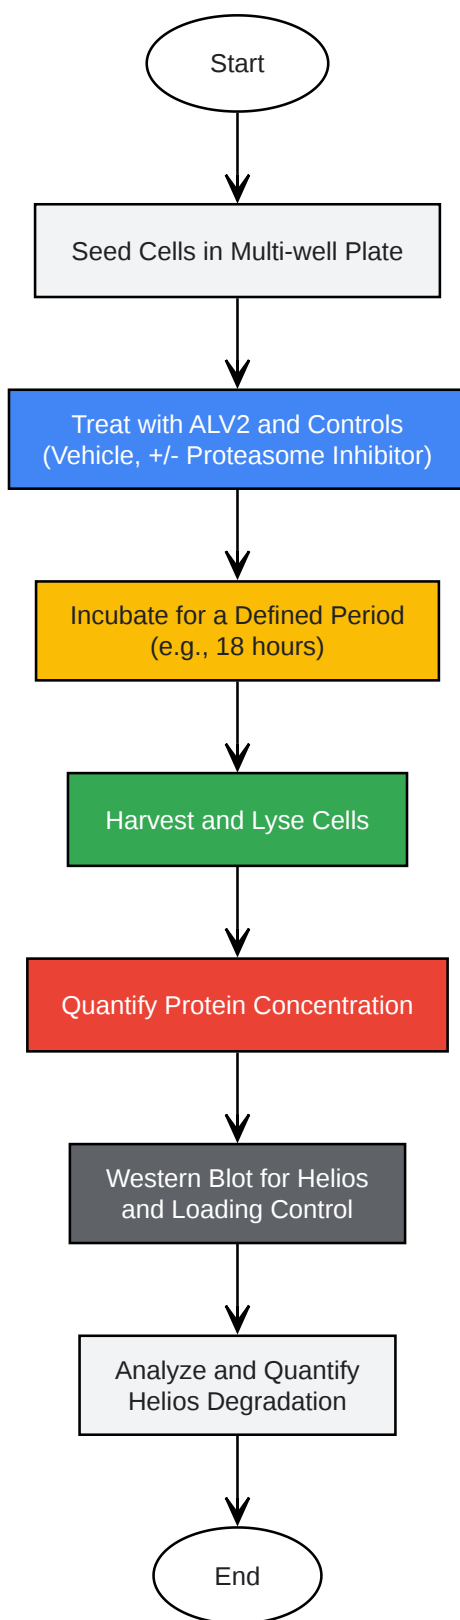 Start
Seed Cells in Multi-well Plate
Treat with ALV2 and Controls
(Vehicle, +/- Proteasome Inhibitor)
Incubate for a Defined Period
(e.g., 18 hours)
Harvest and Lyse Cells
Quantify Protein Concentration
Western Blot for Helios
and Loading Control
Analyze and Quantify
Helios Degradation
End